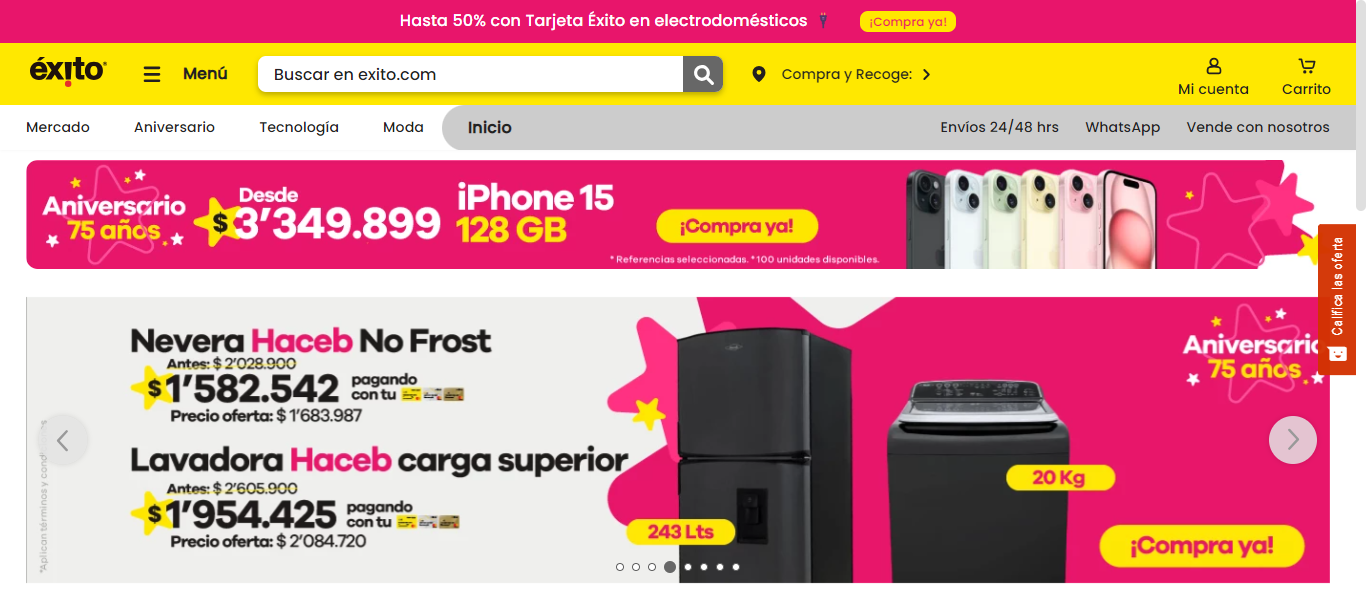 Hasta 50% con Tarjeta Éxito en electrodomésticos
¡Compra ya!
éxito
Menú
Buscar en exito.com
Compra y Recoge:
Mi cuenta
Carrito
Mercado
Aniversario
Tecnología
Moda
Inicio
Envíos 24/48 hrs
WhatsApp
Vende con nosotros
Aniversario
75 años
Desde
$3'349.899
iPhone 15
128 GB
¡Compra ya!
* Referencias seleccionadas. *100 unidades disponibles.
Califica las oferta
Nevera Haceb No Frost
Antes: $ 2'028.900
$1'582.542
pagando
con tu
Precio oferta: $ 1'683.987
Lavadora Haceb carga superior
Antes: $ 2'605.900
$1'954.425
pagando
con tu
Precio oferta: $ 2'084.720
*Aplican términos y
243 Lts
20 Kg
Aniversario
75 años
¡Compra ya!